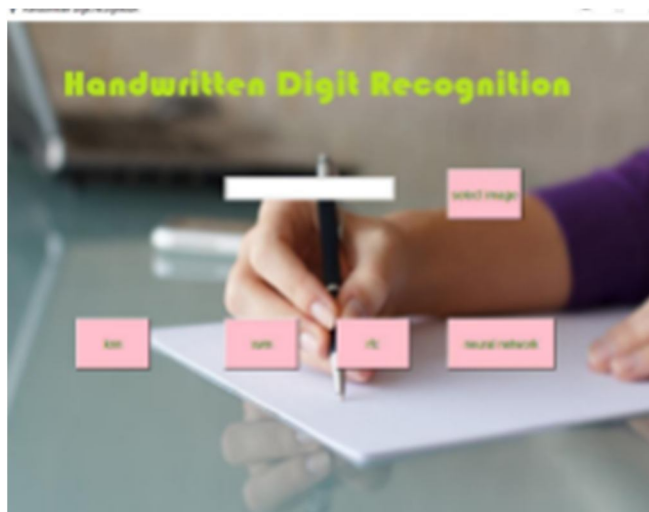 Handwritten Digit Recognition
select image
knn
svm
rfc
neural network